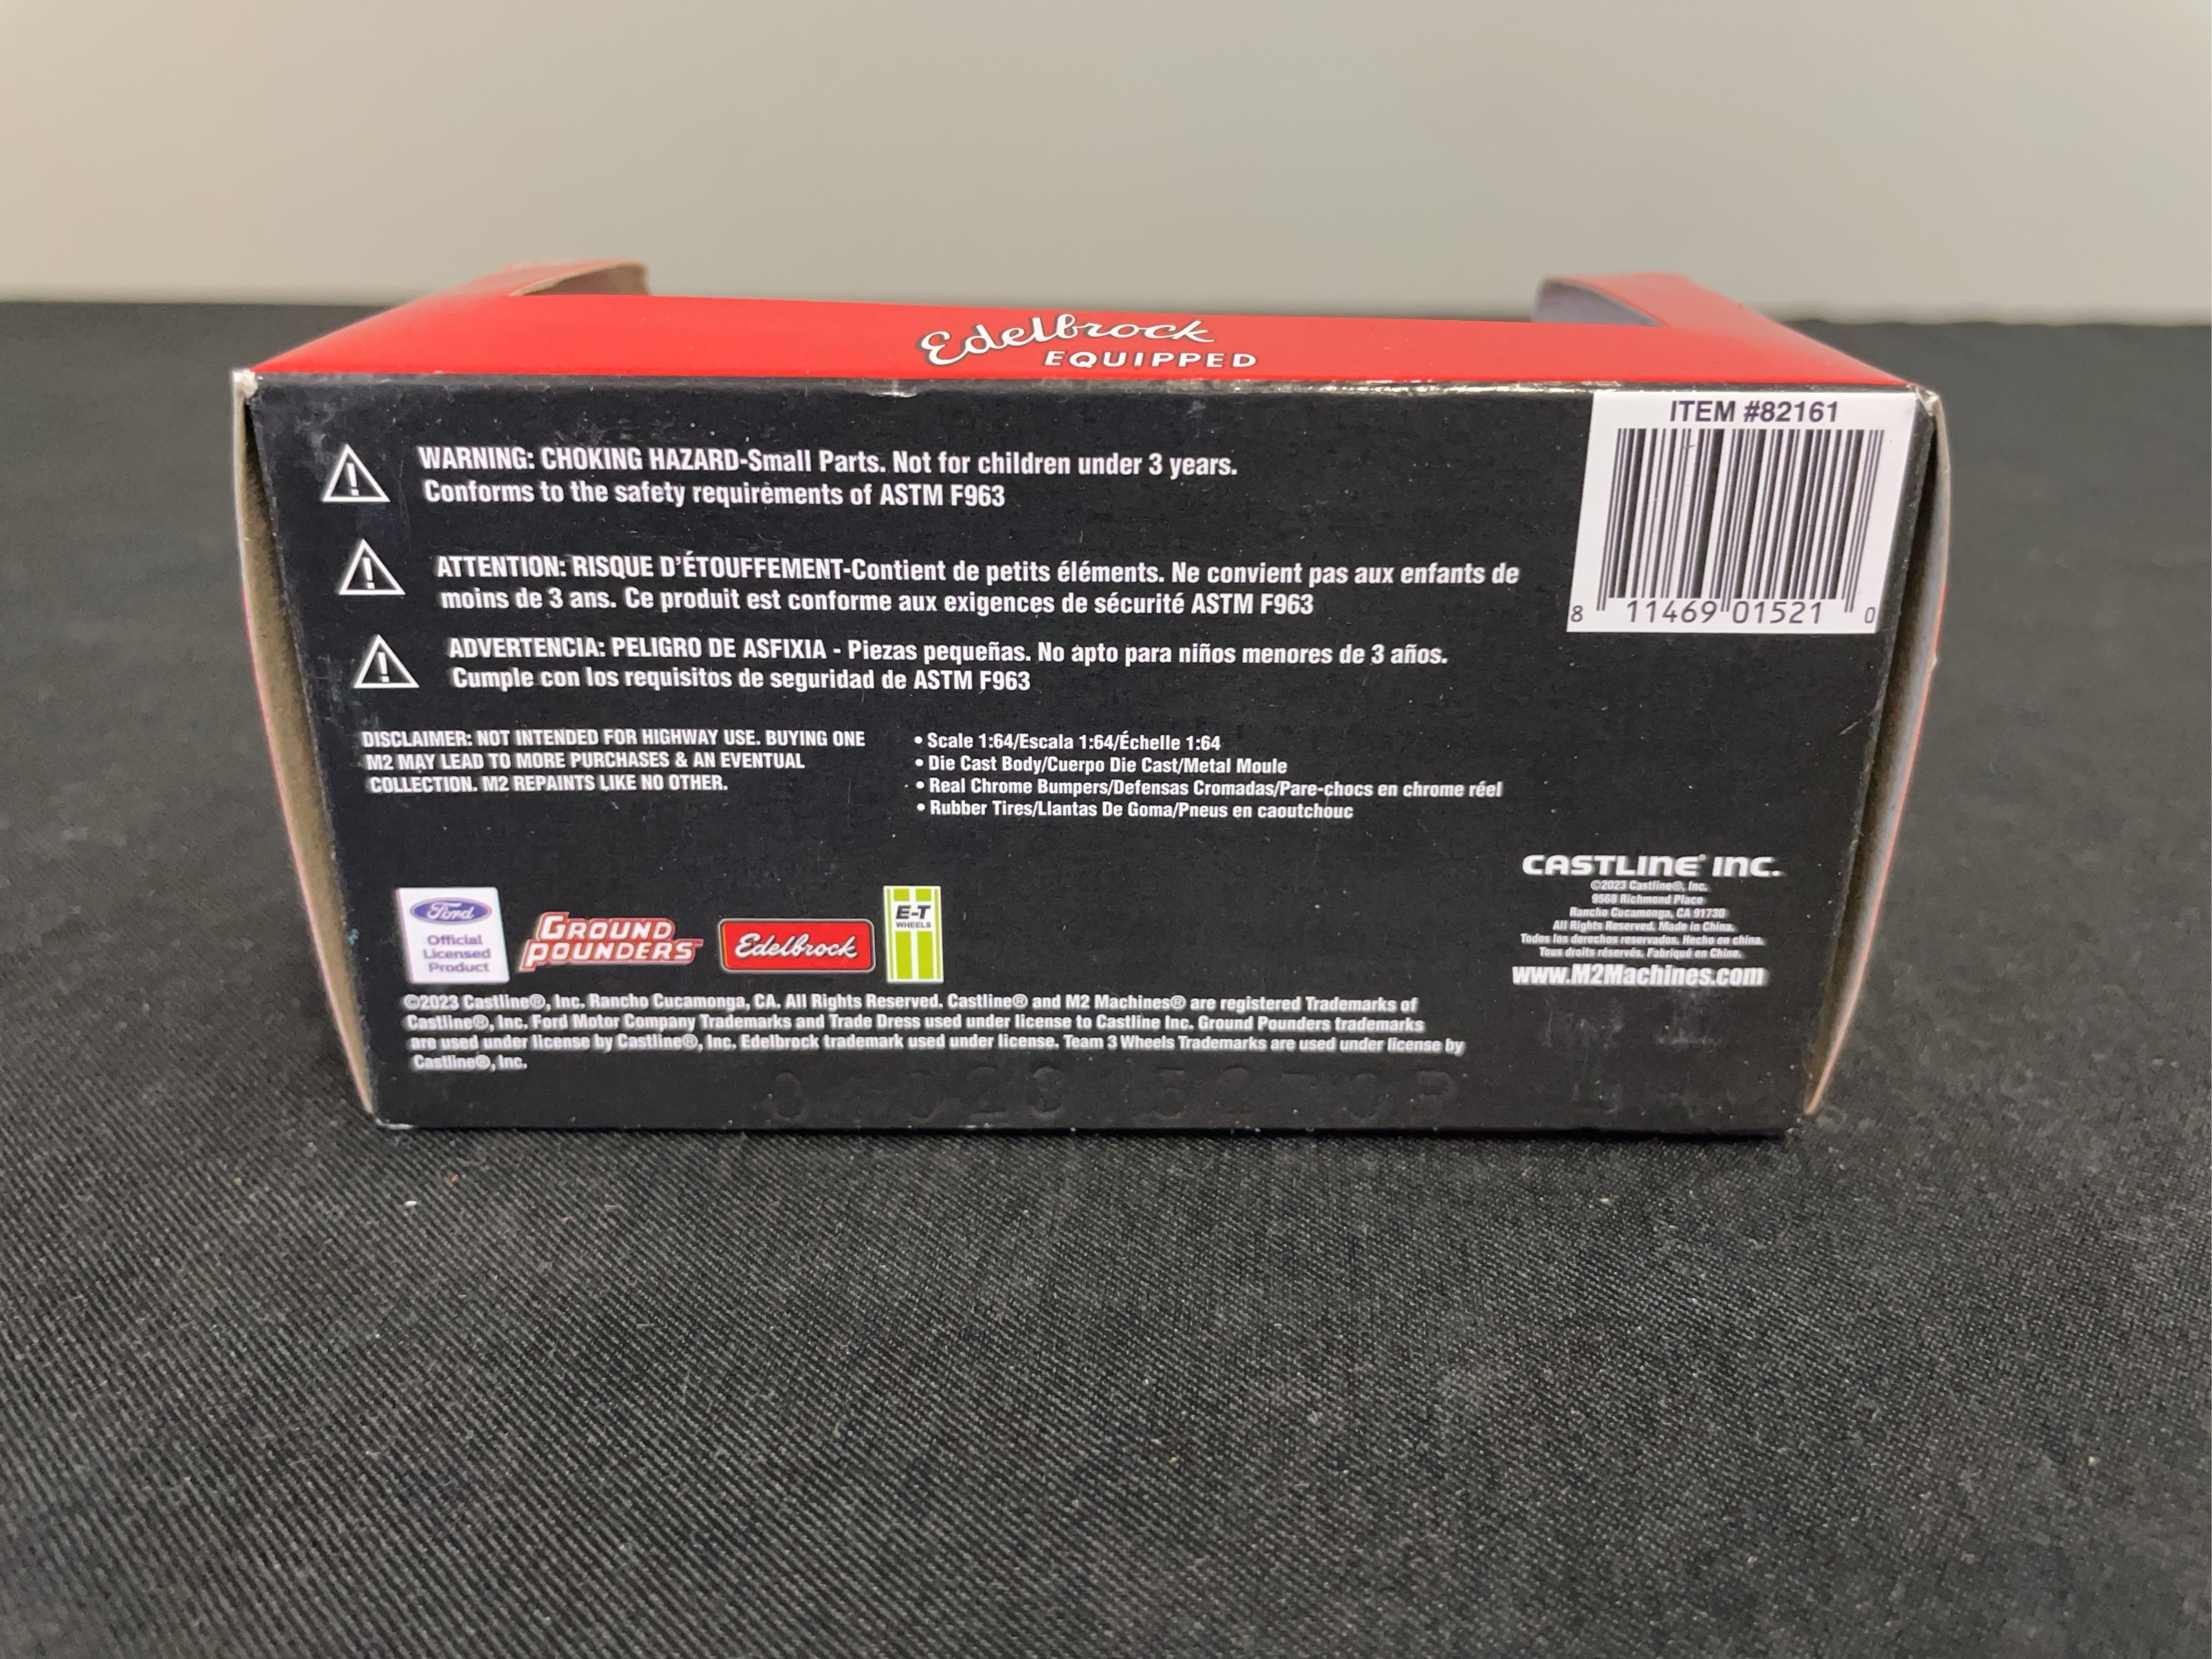 Edelbrock
EQUIPPED
ITEM #82161
8 11469 01521 0
WARNING: CHOKING HAZARD-Small Parts. Not for children under 3 years.
Conforms to the safety requirements of ASTM F963
ATTENTION: RISQUE D'ÉTOUFFEMENT-Contient de petits éléments. Ne convient pas aux enfants de
moins de 3 ans. Ce produit est conforme aux exigences de sécurité ASTM F963
ADVERTENCIA: PELIGRO DE ASFIXIA - Piezas pequeñas. No apto para niños menores de 3 años.
Cumple con los requisitos de seguridad de ASTM F963
DISCLAIMER: NOT INTENDED FOR HIGHWAY USE. BUYING ONE
M2 MAY LEAD TO MORE PURCHASES & AN EVENTUAL
COLLECTION. M2 REPAINTS LIKE NO OTHER.
• Scale 1:64/Escala 1:64/Échelle 1:64
• Die Cast Body/Cuerpo Die Cast/Metal Moule
• Real Chrome Bumpers/Defensas Cromadas/Pare-chocs en chrome réel
• Rubber Tires/Llantas De Goma/Pneus en caoutchouc
Ford
Official
Licensed
Product
GROUND
POUNDERS
Edelbrock
E-T
WHEELS
CASTLINE® INC.
©2023 Castline®, Inc.
9568 Richmond Place
Rancho Cucamonga, CA 91730
All Rights Reserved. Made in China.
Todos los derechos reservados. Hecho en china.
Tous droits réservés. Fabriqué en Chine.
www.M2Machines.com
©2023 Castline®, Inc. Rancho Cucamonga, CA. All Rights Reserved. Castline® and M2 Machines® are registered Trademarks of
Castline®, Inc. Ford Motor Company Trademarks and Trade Dress used under license to Castline Inc. Ground Pounders trademarks
are used under license by Castline®, Inc. Edelbrock trademark used under license. Team 3 Wheels Trademarks are used under license by
Castline®, Inc.